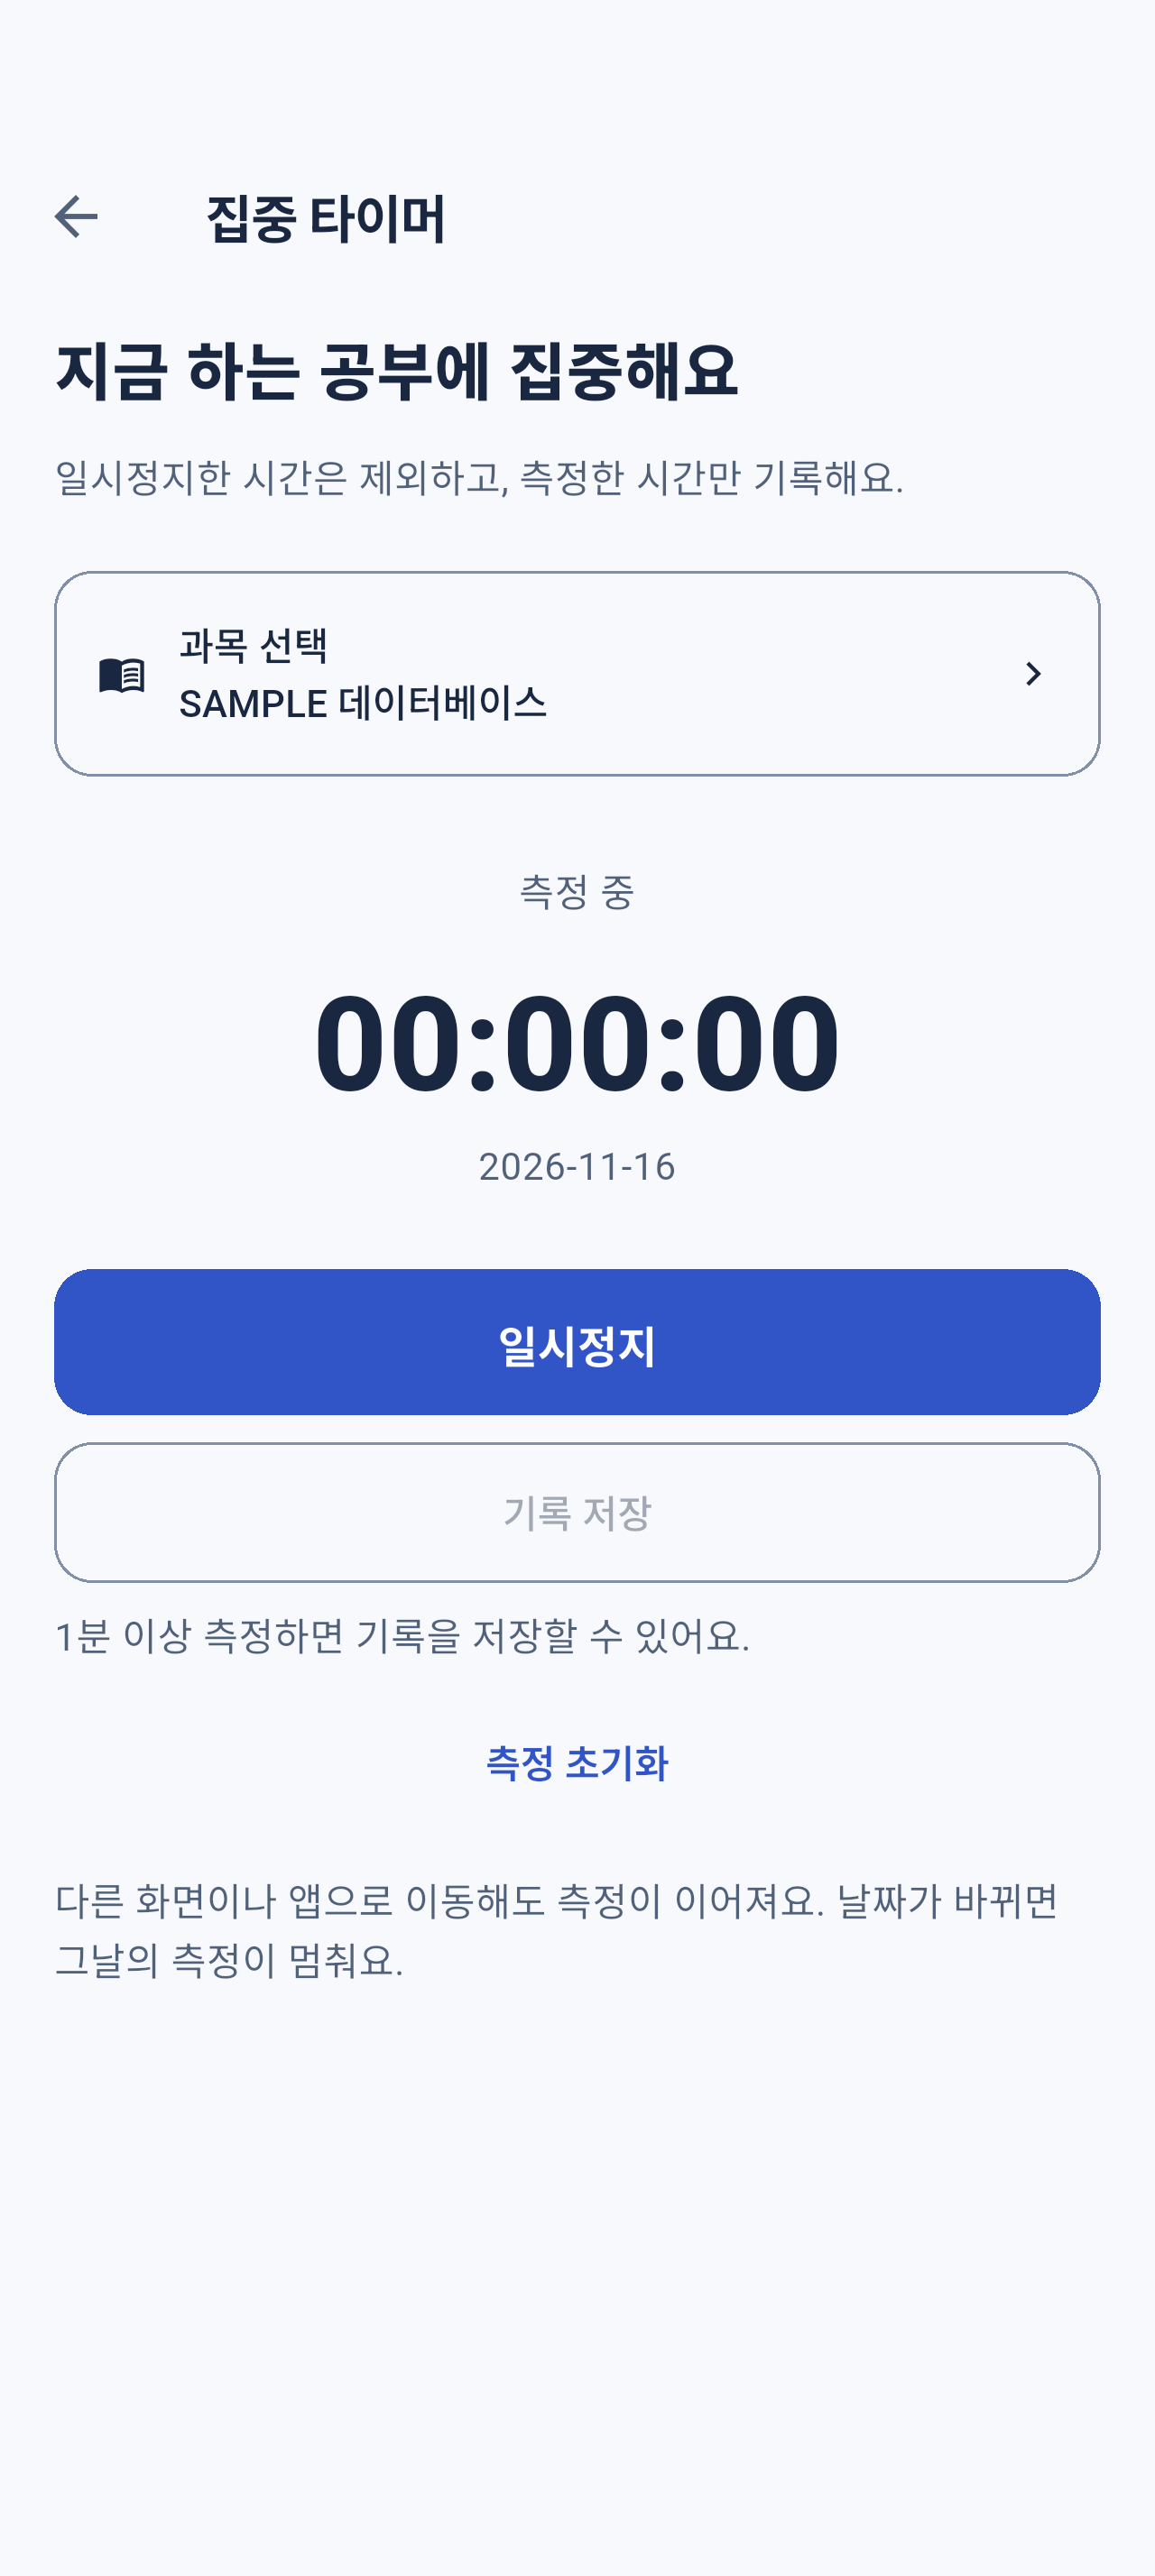 집중 타이머
지금 하는 공부에 집중해요
일시정지한 시간은 제외하고, 측정한 시간만 기록해요.
과목 선택
SAMPLE 데이터베이스
측정 중
00:00:00
2026-11-16
일시정지
기록 저장
1분 이상 측정하면 기록을 저장할 수 있어요.
측정 초기화
다른 화면이나 앱으로 이동해도 측정이 이어져요. 날짜가 바뀌면
그날의 측정이 멈춰요.